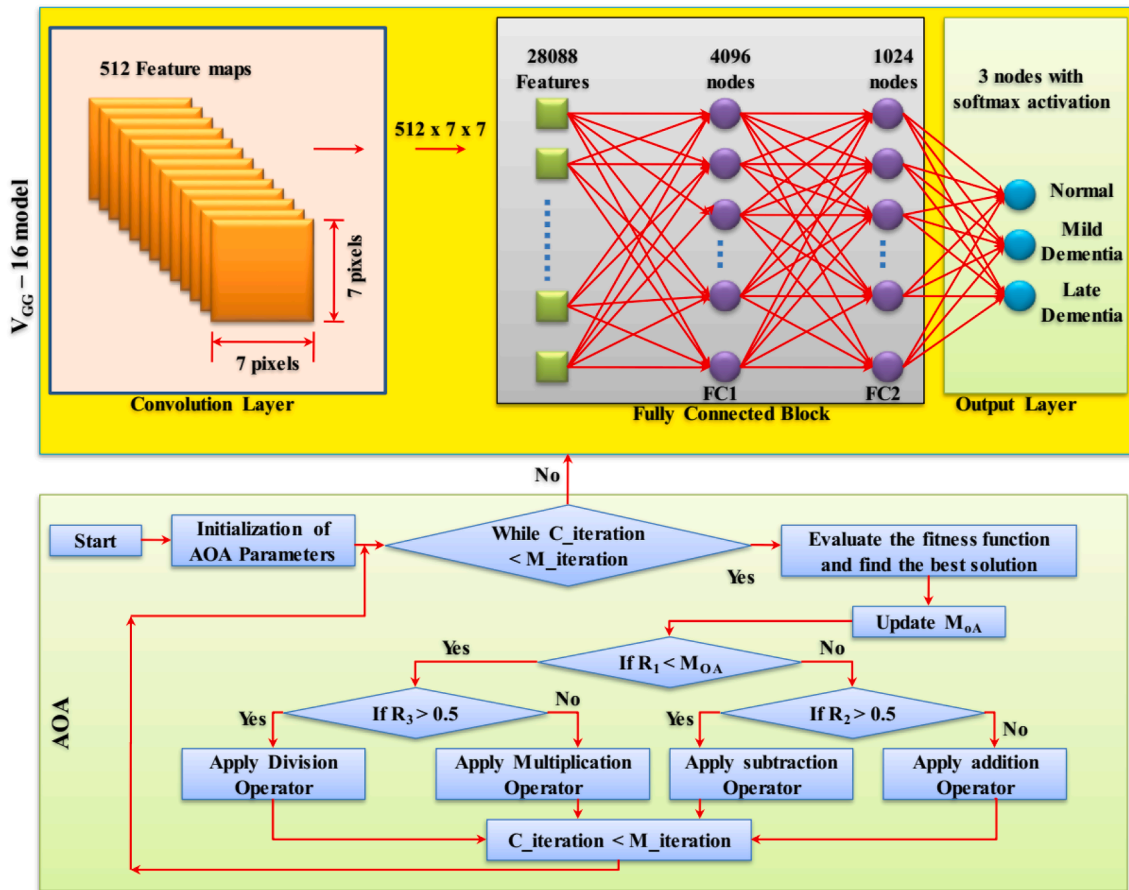 V_GG – 16 model
512 Feature maps
7 pixels
7 pixels
Convolution Layer
512 x 7 x 7
28088
Features
4096
nodes
1024
nodes
FC1
FC2
Fully Connected Block
3 nodes with
softmax activation
Normal
Mild
Dementia
Late
Dementia
Output Layer
No
AOA
Start
Initialization of
AOA Parameters
While C_iteration
< M_iteration
Yes
Evaluate the fitness function
and find the best solution
Update M_oA
If R_1 < M_OA
Yes
No
If R_3 > 0.5
Yes
No
If R_2 > 0.5
Yes
No
Apply Division
Operator
Apply Multiplication
Operator
Apply subtraction
Operator
Apply addition
Operator
C_iteration < M_iteration